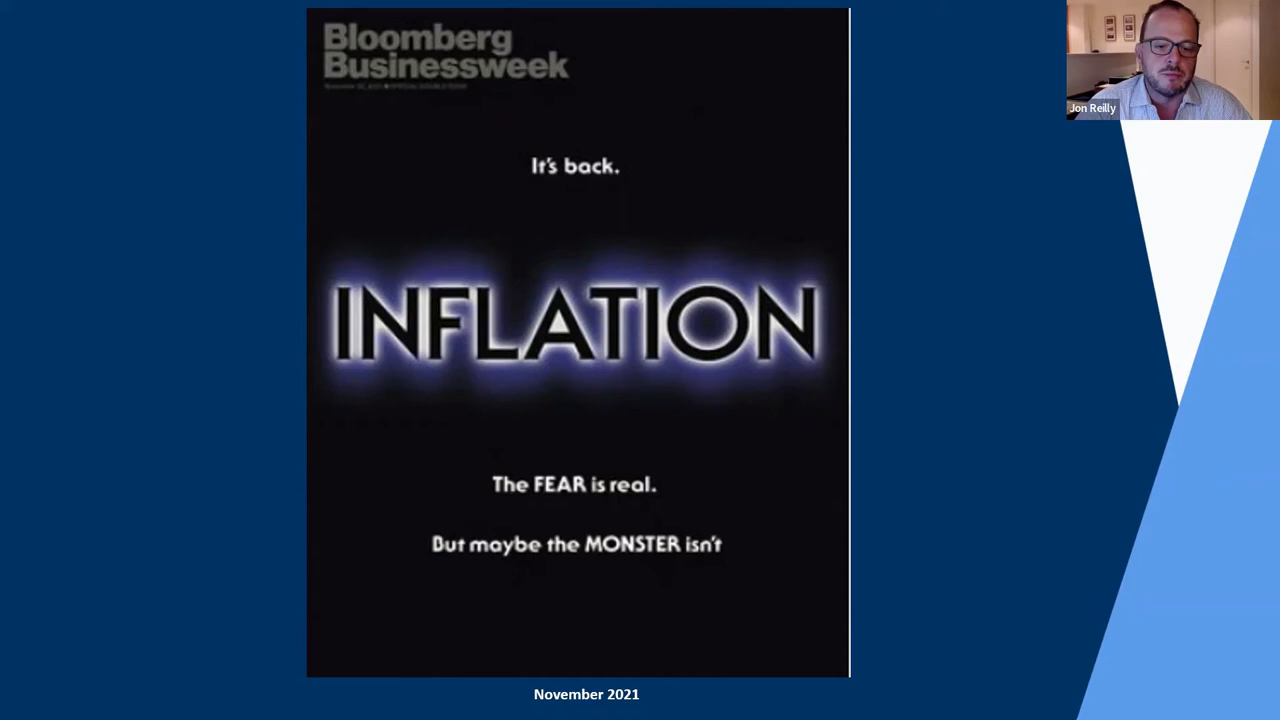 Bloomberg
Businessweek
It's back.
INFLATION
The FEAR is real.
But maybe the MONSTER isn't
November 2021
Jon Reilly